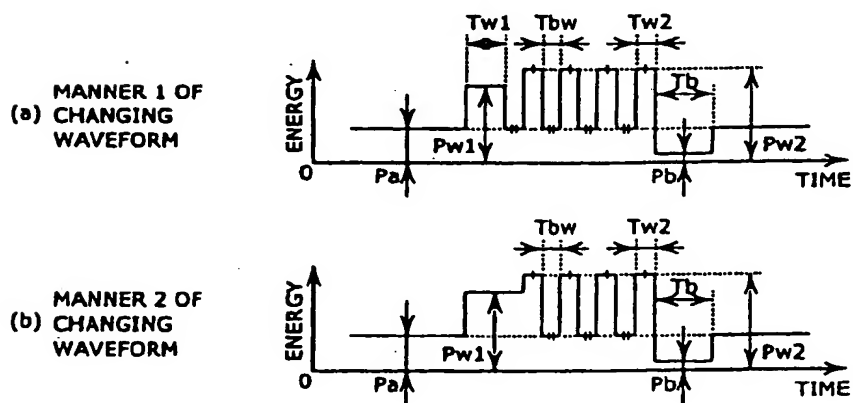 Tw1 Tbw Tw2
(a) MANNER 1 OF
CHANGING
WAVEFORM
ENERGY
Tb
Pw1
Pw2
Pa
Pb
0
TIME
Tbw Tw2
(b) MANNER 2 OF
CHANGING
WAVEFORM
ENERGY
Tb
Pw1
Pw2
Pa
Pb
0
TIME